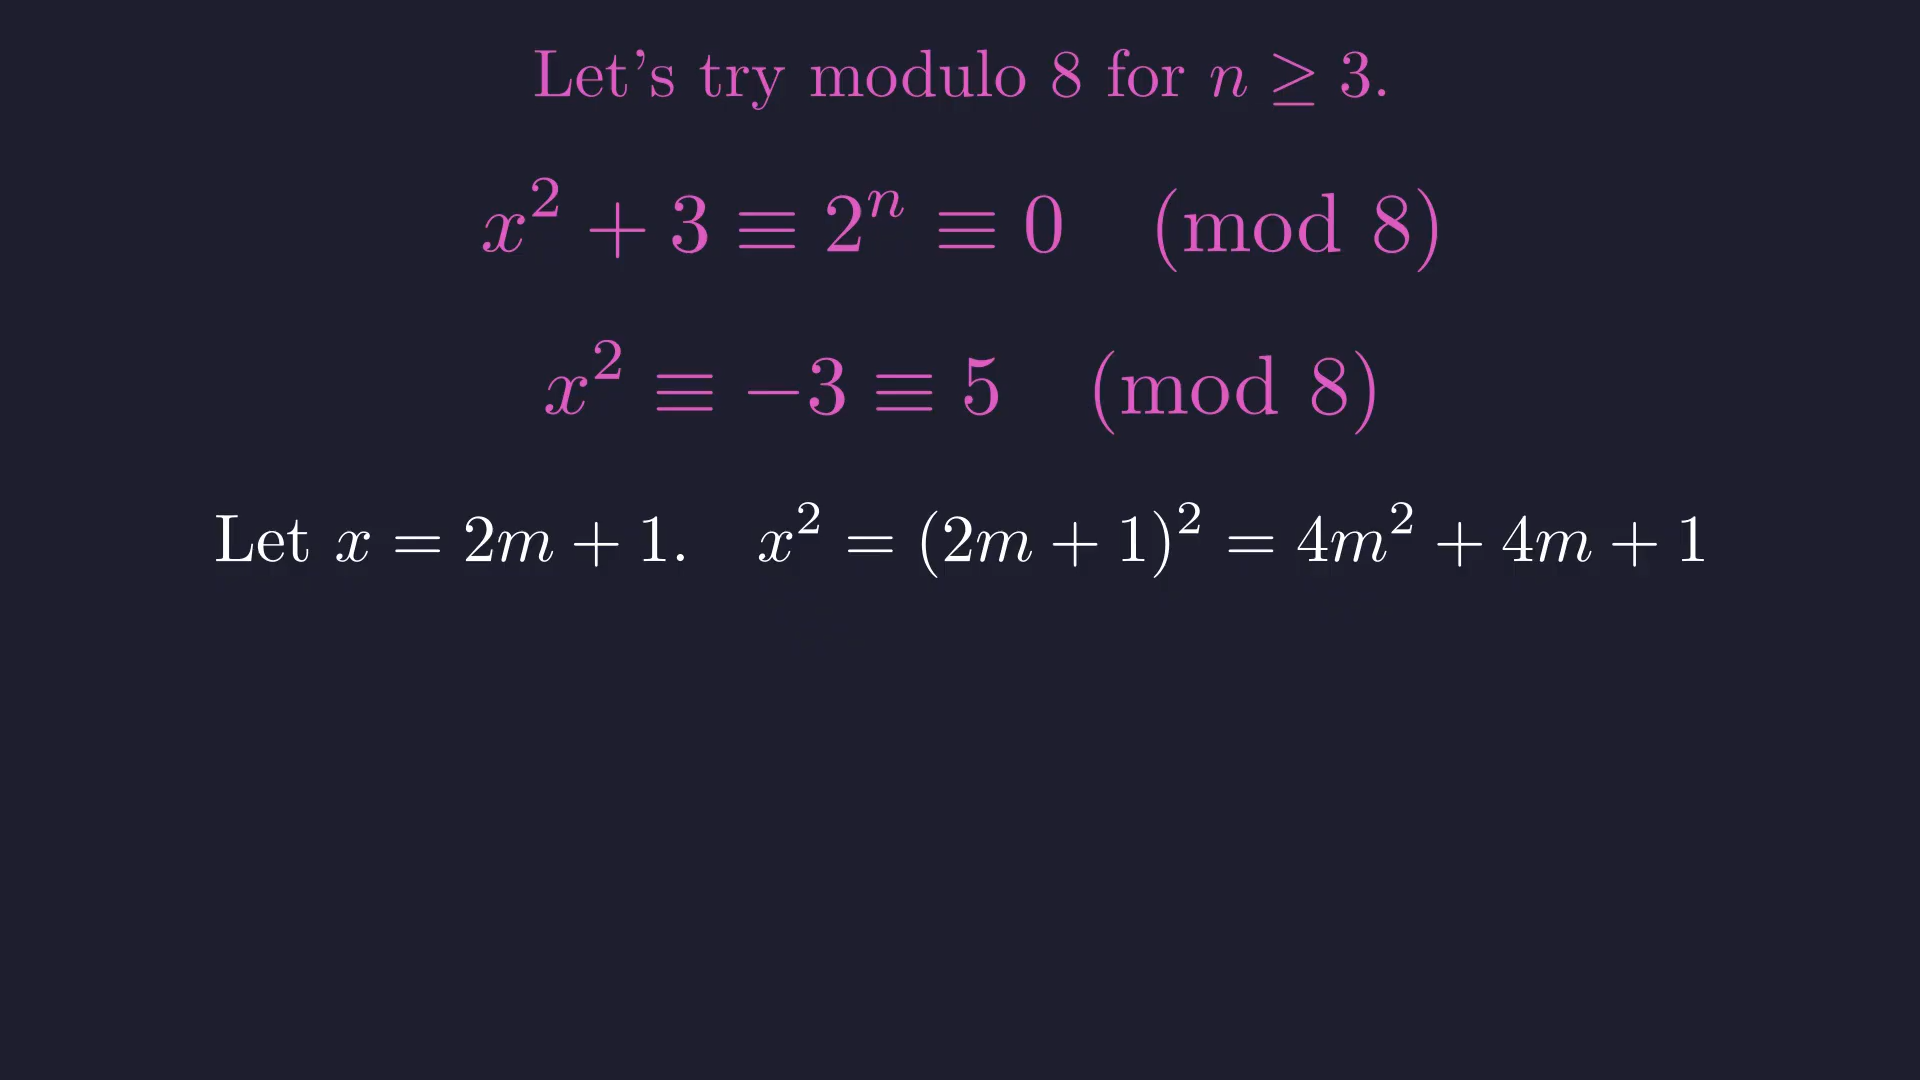 Let's try modulo 8 for n ≥ 3.
x² + 3 ≡ 2ⁿ ≡ 0 (mod 8)
x² ≡ −3 ≡ 5 (mod 8)
Let x = 2m + 1. x² = (2m + 1)² = 4m² + 4m + 1